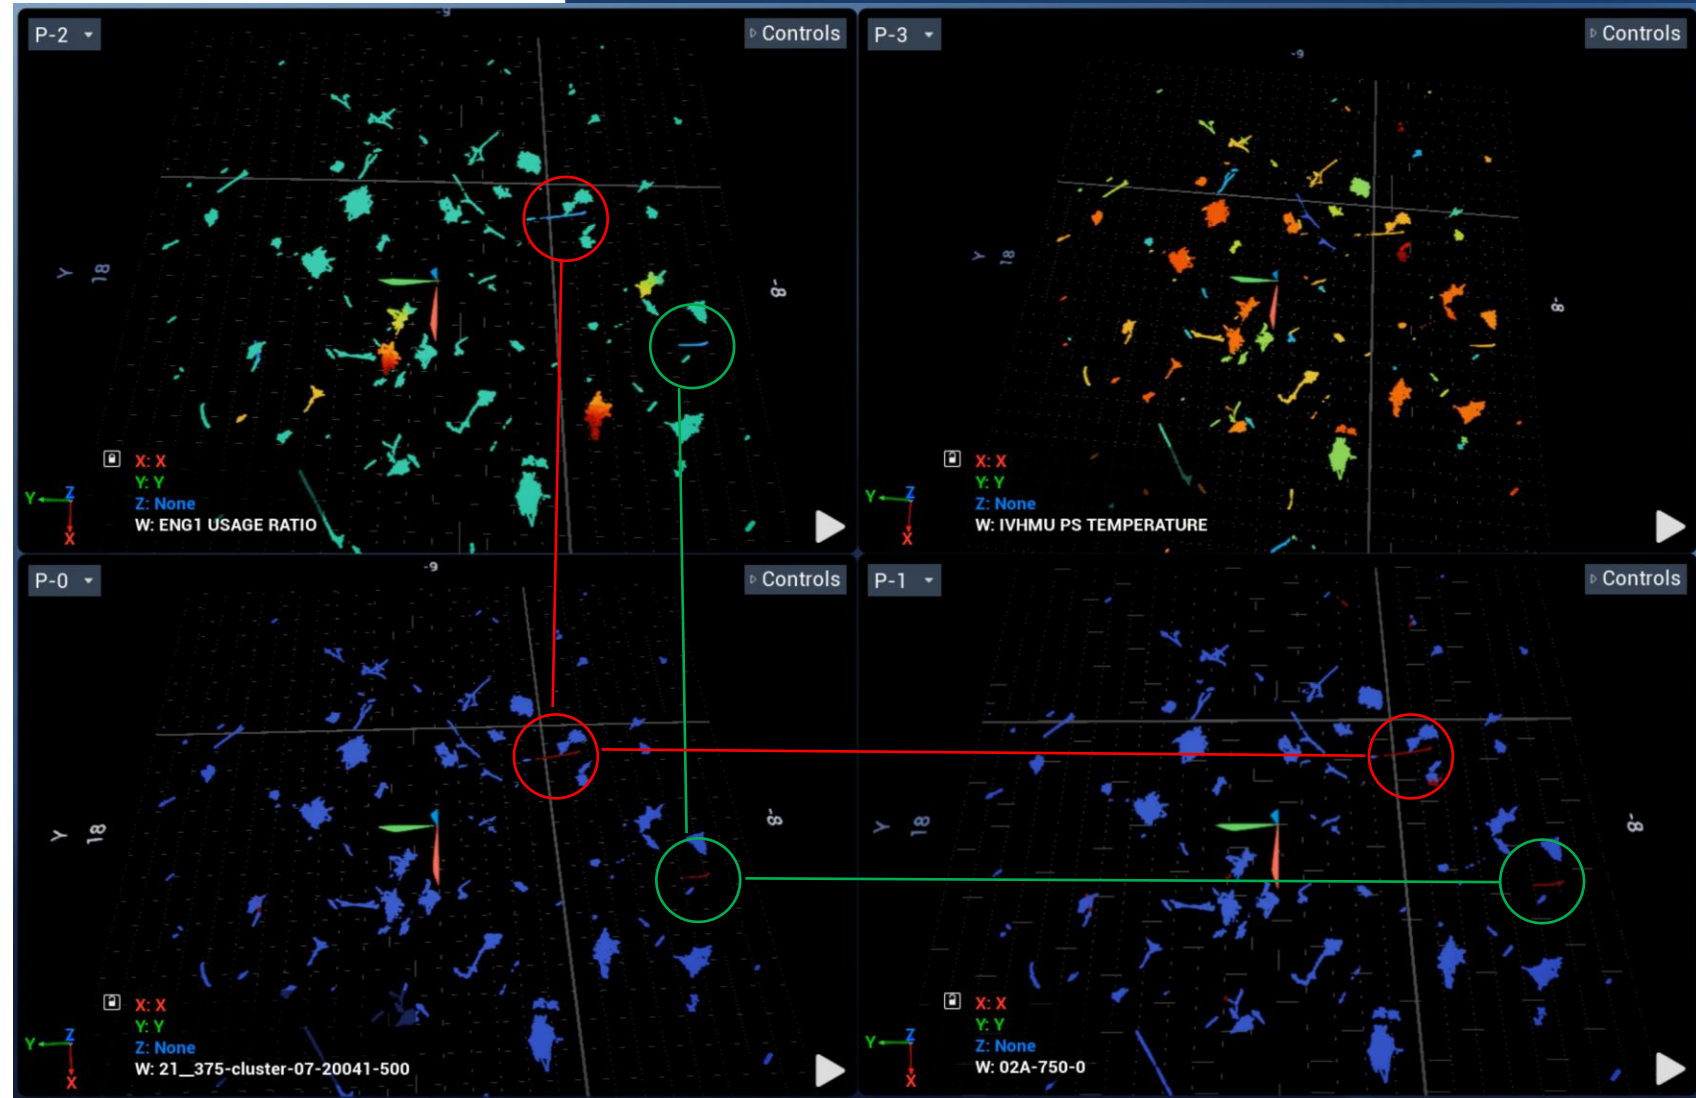 P-2
Controls
-9
Y
18
-8
X: X
Y: Y
Z: None
W: ENG1 USAGE RATIO
Y
Z
X
P-3
Controls
-9
Y
18
-8
X: X
Y: Y
Z: None
W: IVHMU PS TEMPERATURE
Y
Z
X
P-0
Controls
-9
Y
18
-8
X: X
Y: Y
Z: None
W: 21__375-cluster-07-20041-500
Y
Z
X
P-1
Controls
Y
18
-8
X: X
Y: Y
Z: None
W: 02A-750-0
Y
Z
X